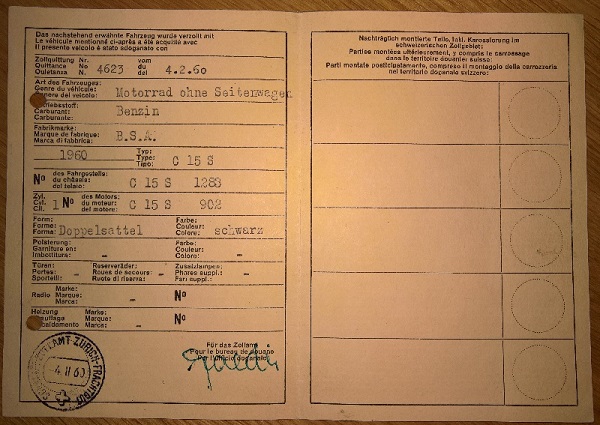 Das nachstehend erwähnte Fahrzeug wurde verzollt mit
Le véhicule mentionné ci-après a été acquitté avec
Il presente veicolo è stato sdoganato con
Zollquittung Nr. vom
Quittance No 4623 du 4.2.60
Quietanza N. del
Art des Fahrzeuges:
Genre du véhicule: Motorrad ohne Seitenwagen
Genere del veicolo:
Betriebsstoff: Benzin
Carburant:
Carburante:
Fabrikmarke:
Marque de fabrique: B.S.A.
Marca di fabbrica:
1960 Typ:
Type: C 15 S
Tipo:
No des Fahrgestells
du châssis C 15 S 1283
del telaio:
Zyl. des Motors
Cyl. 1 No du moteur C 15 S 902
Cil. del motore:
Form: Farbe:
Forme: Couleur:
Forma: Doppelsattel Colore: schwarz
Polsterung: Farbe:
Garniture en: Couleur:
Imbottitura: - Colore: -
Türen: Reserveräder: Zusatzlampen:
Portes: - Roues de secours: - Phares suppl.: -
Sportelli: Ruote di riserva: Fari suppl.:
Marke:
Radio Marque: No
Marca: -
Heizung Marke:
Chauffage Marque: No
Riscaldamento Marca: - -
Für das Zollamt
Pour le bureau de douane
Per l'Ufficio doganale
ZOLLAMT ZÜRICH-FRACHTGUT
-4.II 60
Nachträglich montierte Teile, inkl. Karossierung im
schweizerischen Zollgebiet:
Parties montées ultérieurement, y compris le carrossage
dans le territoire douanier suisse:
Parti montate posticipatamente, compreso il montaggio della carrozzeria
nel territorio doganale svizzero: